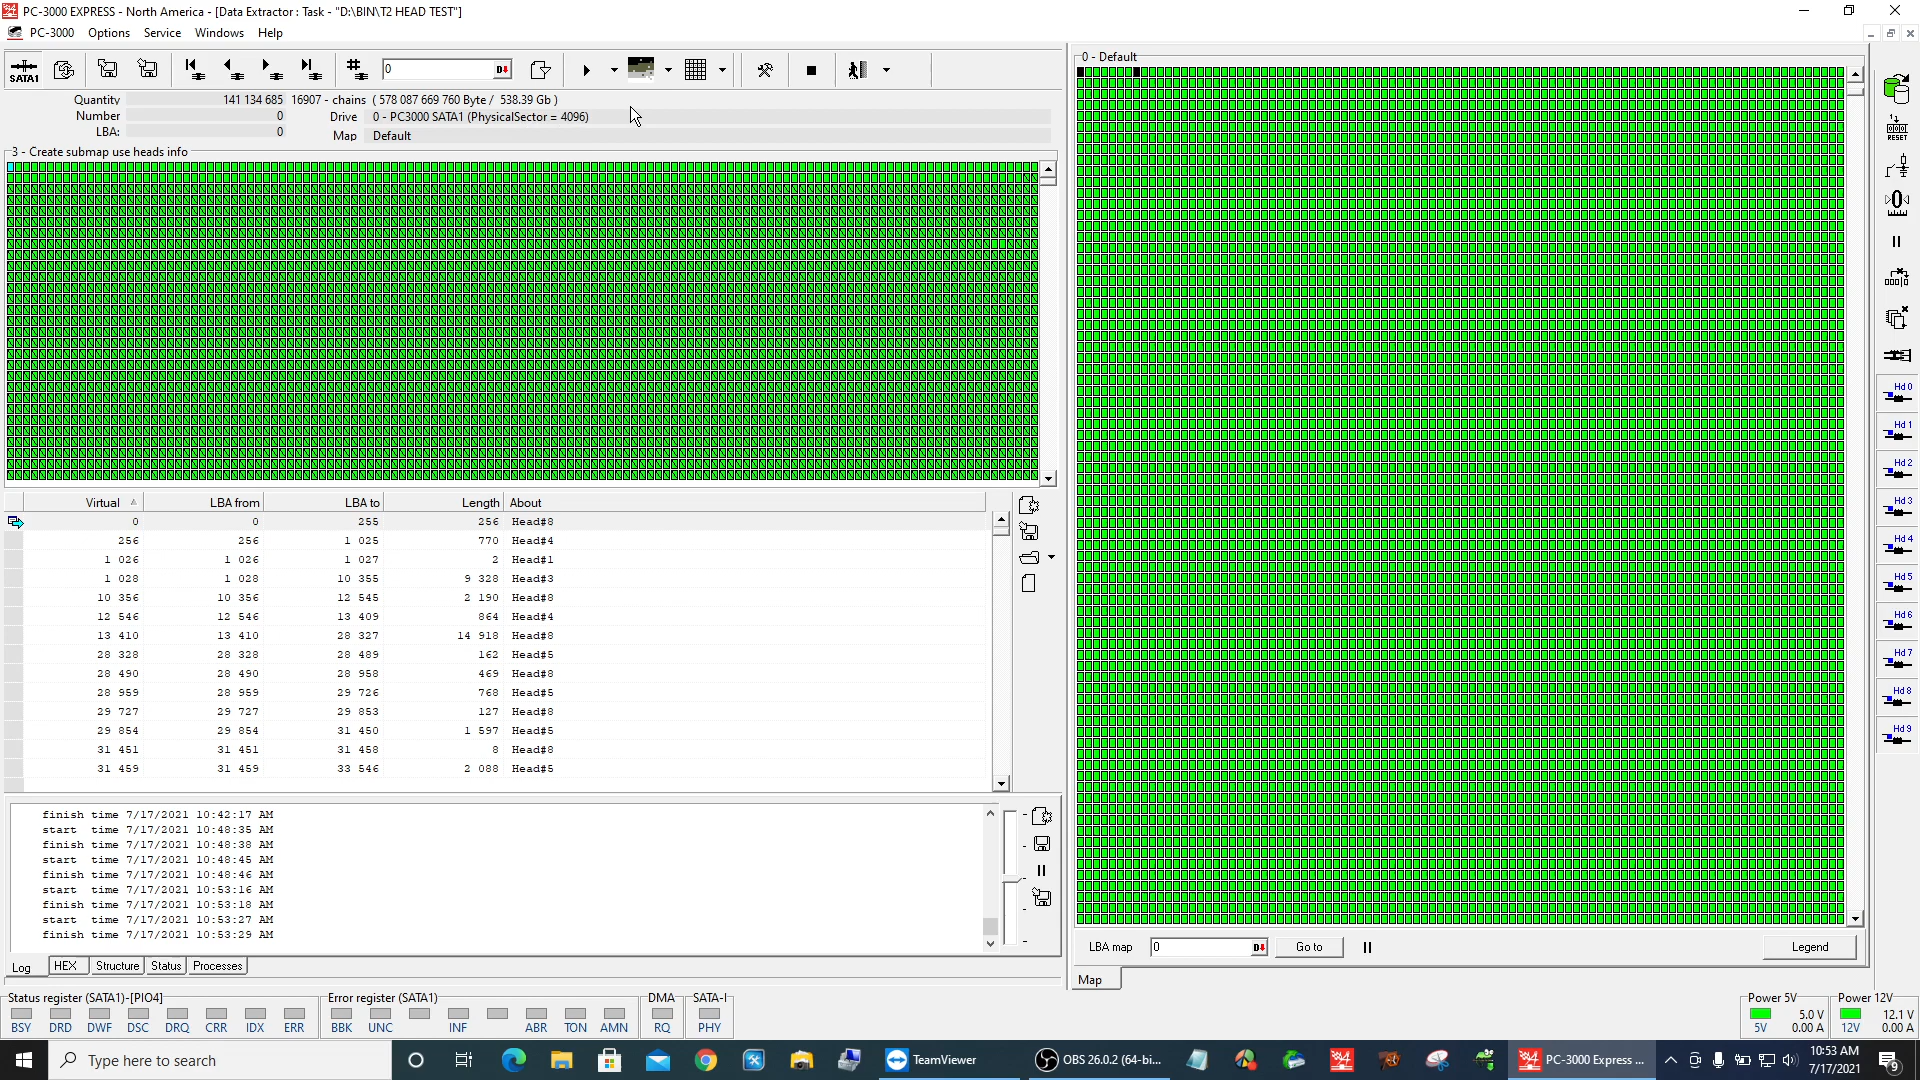 PC-3000 EXPRESS - North America - [Data Extractor : Task - "D:\BIN\T2 HEAD TEST"]
PC-3000 Options Service Windows Help
SATA1 0 D
Quantity 141 134 685 16907 - chains ( 578 087 669 760 Byte / 538.39 Gb )
Number 0 Drive 0 - PC3000 SATA1 (PhysicalSector = 4096)
LBA: 0 Map Default
3 - Create submap use heads info
Virtual LBA from LBA to Length About
0 0 255 256 Head#8
256 256 1 025 770 Head#4
1 026 1 026 1 027 2 Head#1
1 028 1 028 10 355 9 328 Head#3
10 356 10 356 12 545 2 190 Head#8
12 546 12 546 13 409 864 Head#4
13 410 13 410 28 327 14 918 Head#8
28 328 28 328 28 489 162 Head#5
28 490 28 490 28 958 469 Head#8
28 959 28 959 29 726 768 Head#5
29 727 29 727 29 853 127 Head#8
29 854 29 854 31 450 1 597 Head#5
31 451 31 451 31 458 8 Head#8
31 459 31 459 33 546 2 088 Head#5
finish time 7/17/2021 10:42:17 AM
start time 7/17/2021 10:48:35 AM
finish time 7/17/2021 10:48:38 AM
start time 7/17/2021 10:48:45 AM
finish time 7/17/2021 10:48:46 AM
start time 7/17/2021 10:53:16 AM
finish time 7/17/2021 10:53:18 AM
start time 7/17/2021 10:53:27 AM
finish time 7/17/2021 10:53:29 AM
Log HEX Structure Status Processes
0 - Default
LBA map 0 D Go to Legend
Map
RESET
Hd 0
Hd 1
Hd 2
Hd 3
Hd 4
Hd 5
Hd 6
Hd 7
Hd 8
Hd 9
Status register (SATA1)-[PIO4] Error register (SATA1) DMA SATA-I
BSY DRD DWF DSC DRQ CRR IDX ERR BBK UNC INF ABR TON AMN RQ PHY
Power 5V Power 12V
5.0 V 12.1 V
5V 0.00 A 12V 0.00 A
Type here to search TeamViewer OBS 26.0.2 (64-bi... PC-3000 Express ... 10:53 AM
7/17/2021
9